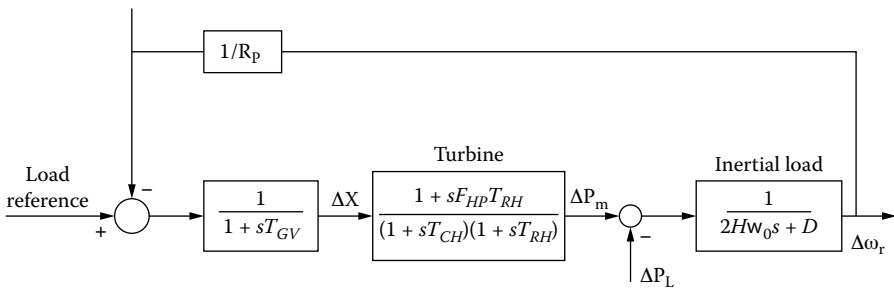 1/R_P
Load
reference
−
+
1
1 + sT_GV
ΔX
Turbine
1 + sF_HP T_RH
(1 + sT_CH)(1 + sT_RH)
ΔP_m
−
ΔP_L
Inertial load
1
2Hw_0s + D
Δω_r